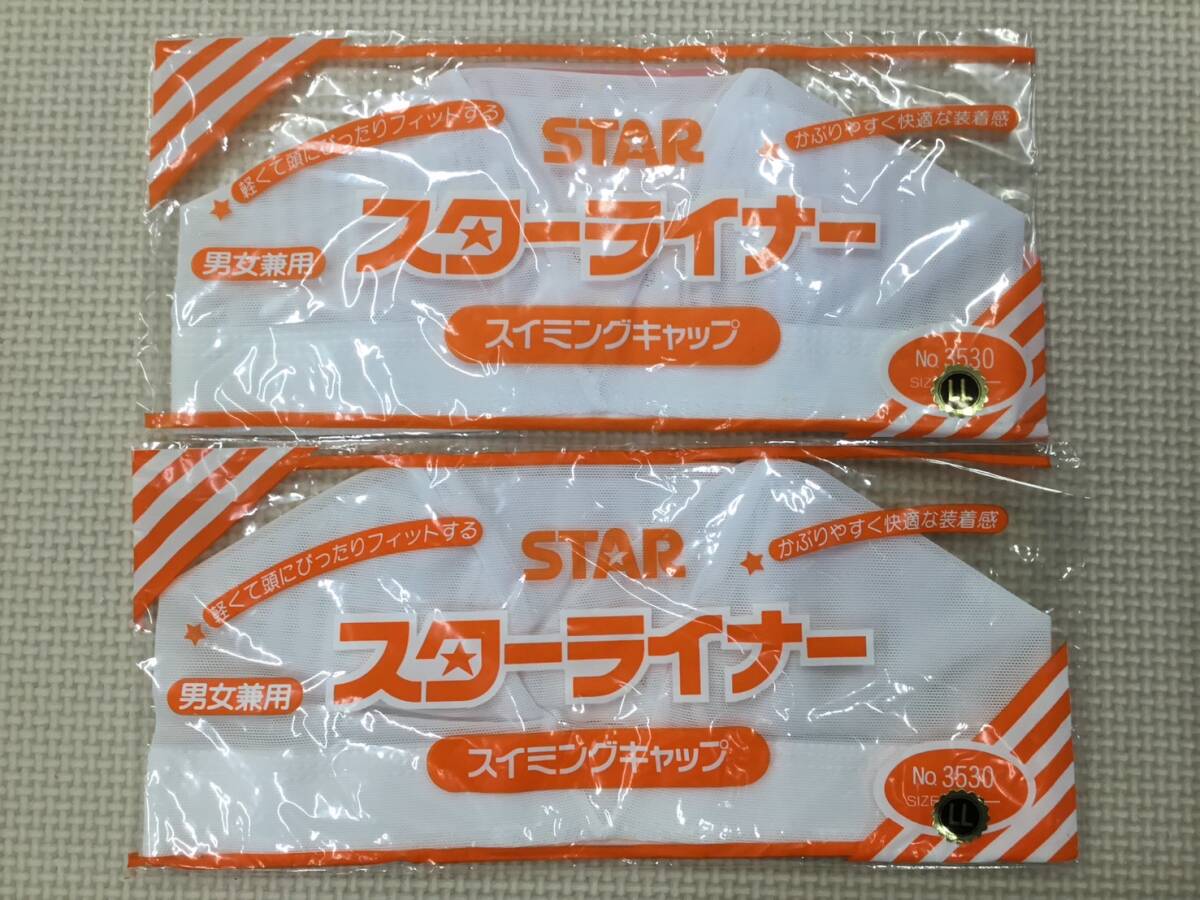 軽くて頭にぴったりフィットする
STAR
かぶりやすく快適な装着感
スターライナー
男女兼用
スイミングキャップ
No.3530
SIZE
LL
軽くて頭にぴったりフィットする
STAR
かぶりやすく快適な装着感
スターライナー
男女兼用
スイミングキャップ
No.3530
SIZE
LL